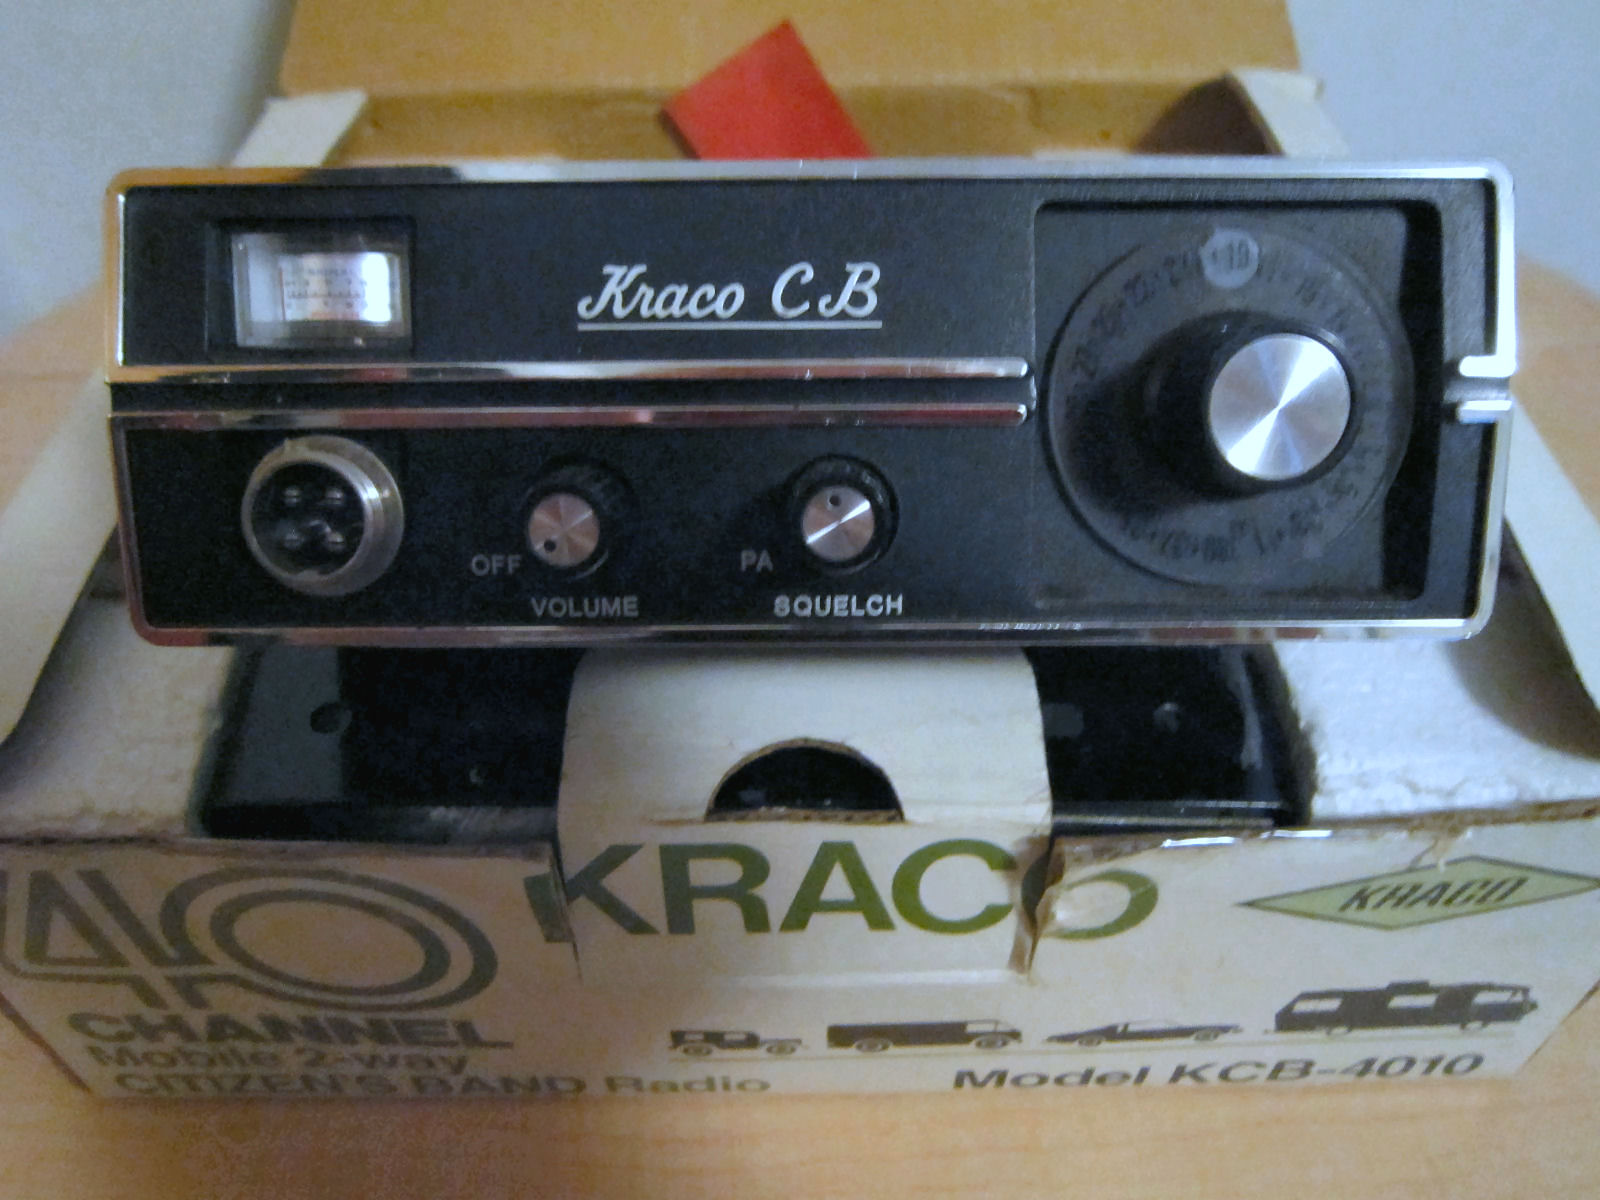 Kraco CB
19
OFF
VOLUME
PA
SQUELCH
KRACO
KRACO
40
CHANNEL
Mobile 2-way
CITIZEN'S BAND Radio
Model KCB-4010